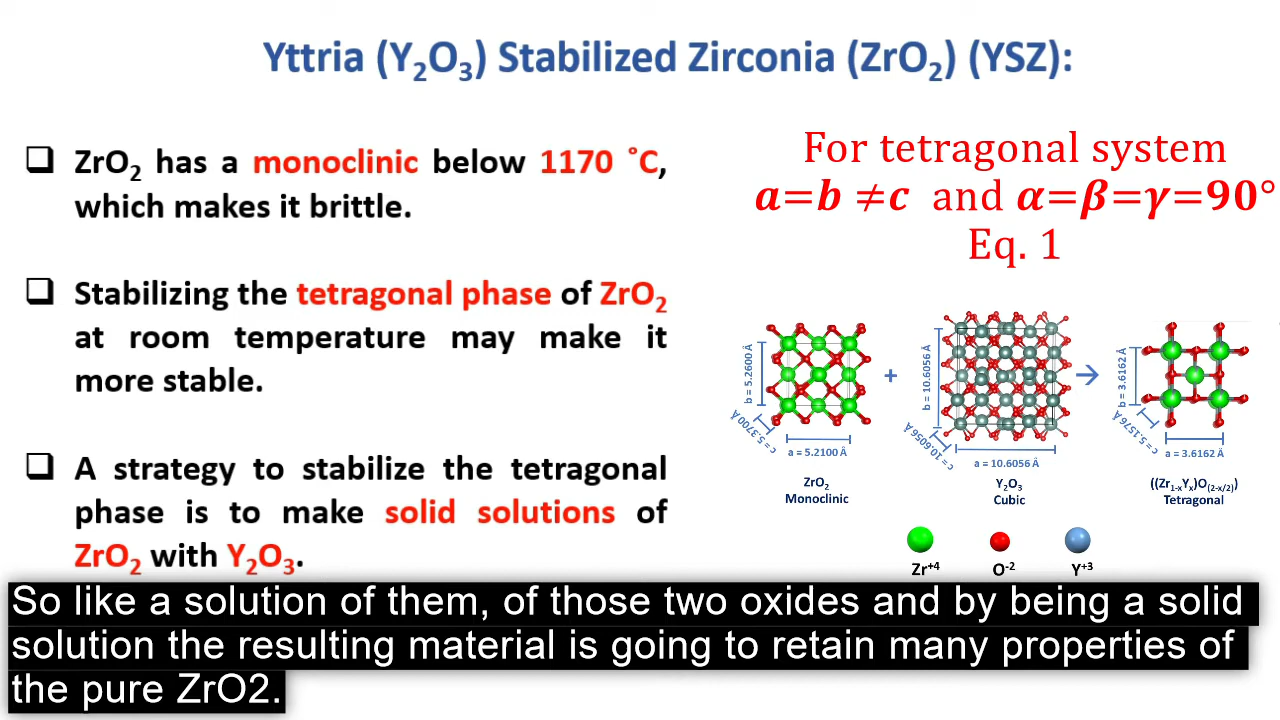 Yttria (Y₂O₃) Stabilized Zirconia (ZrO₂) (YSZ):
❑ ZrO₂ has a monoclinic below 1170 ˚C,
which makes it brittle.
❑ Stabilizing the tetragonal phase of ZrO₂
at room temperature may make it
more stable.
❑ A strategy to stabilize the tetragonal
phase is to make solid solutions of
ZrO₂ with Y₂O₃.
For tetragonal system
a=b ≠c and α=β=γ=90°
Eq. 1
b = 5.2600 Å
c = 5.3700 Å
a = 5.2100 Å
ZrO₂
Monoclinic
+
b = 10.6056 Å
c = 10.6056 Å
a = 10.6056 Å
Y₂O₃
Cubic
→
b = 3.6162 Å
c = 5.1576 Å
a = 3.6162 Å
((Zr₁₋ₓYₓ)O₍₂₋ₓ/₂₎)
Tetragonal
Zr⁺⁴ O⁻² Y⁺³
So like a solution of them, of those two oxides and by being a solid
solution the resulting material is going to retain many properties of
the pure ZrO2.